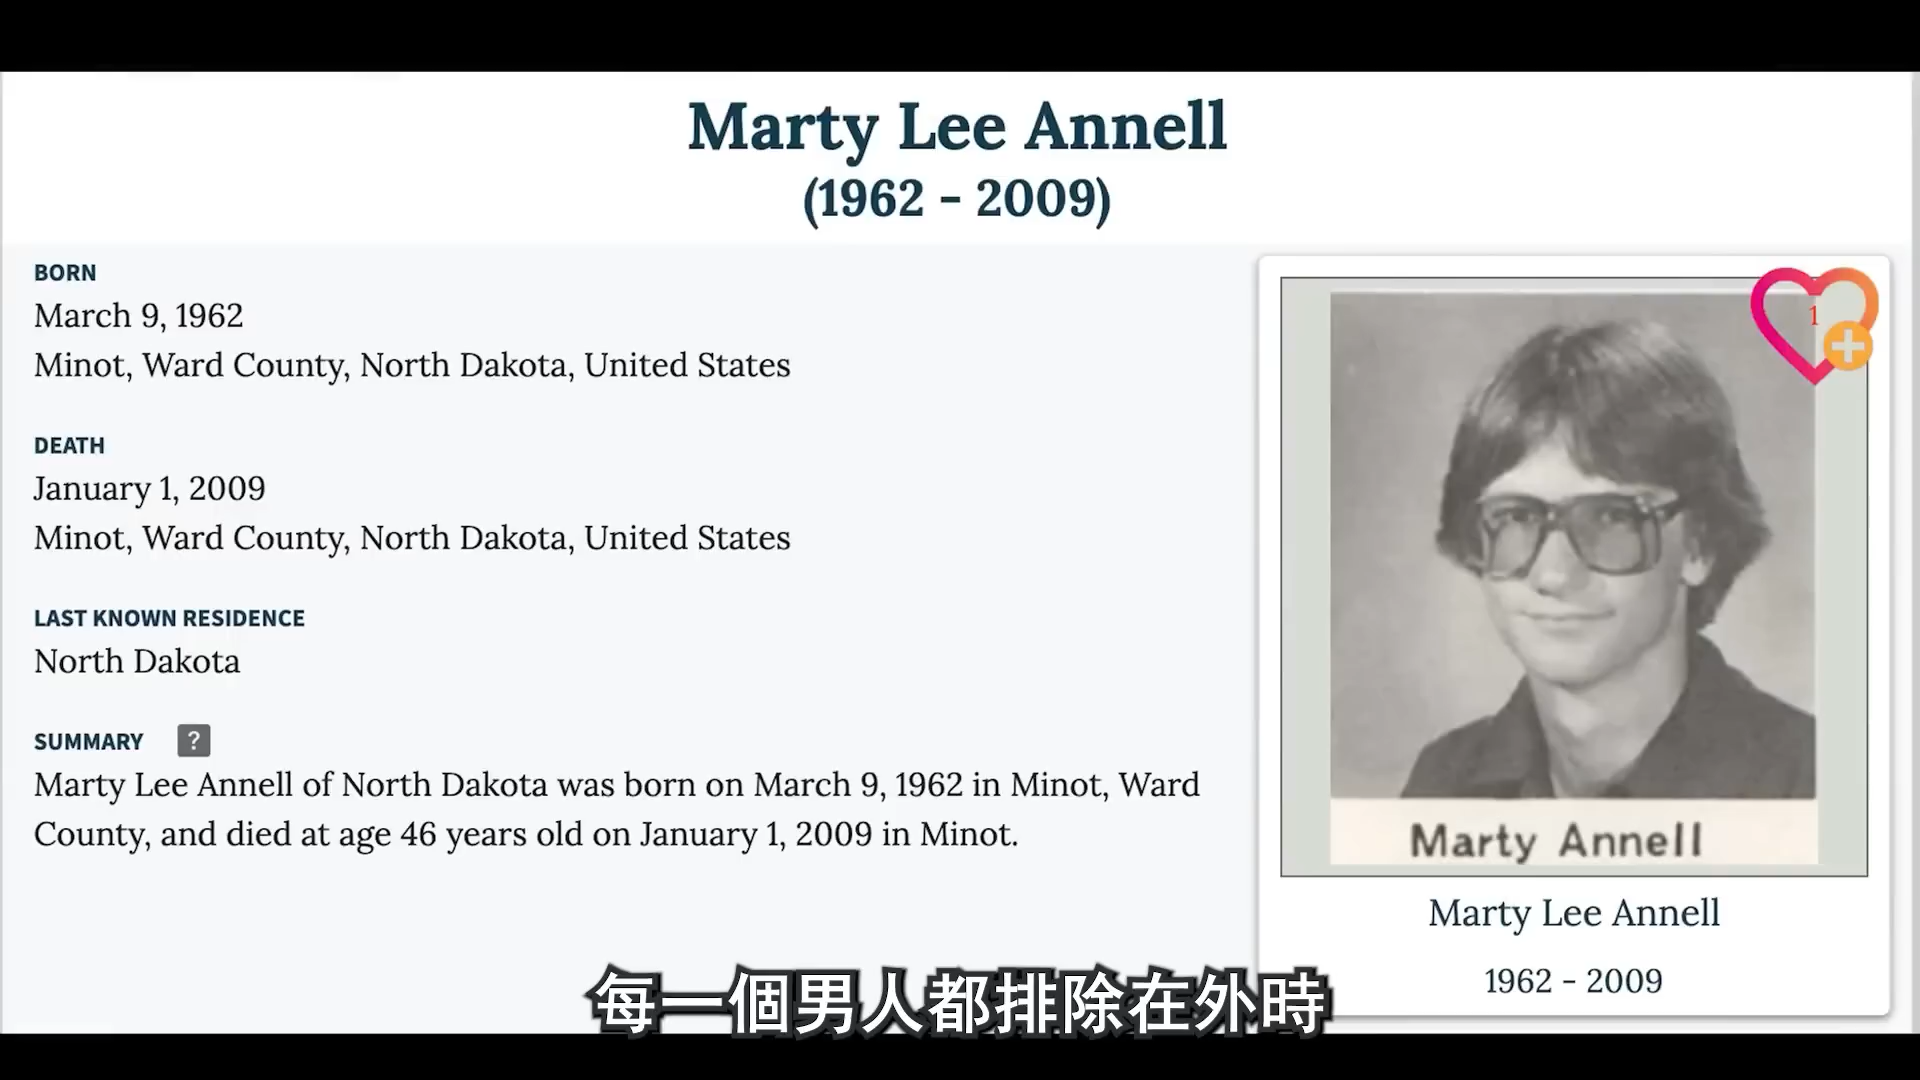 Marty Lee Annell
(1962 - 2009)
BORN
March 9, 1962
Minot, Ward County, North Dakota, United States
DEATH
January 1, 2009
Minot, Ward County, North Dakota, United States
LAST KNOWN RESIDENCE
North Dakota
SUMMARY ?
Marty Lee Annell of North Dakota was born on March 9, 1962 in Minot, Ward
County, and died at age 46 years old on January 1, 2009 in Minot.
1
Marty Annell
Marty Lee Annell
1962 - 2009
每一個男人都排除在外時